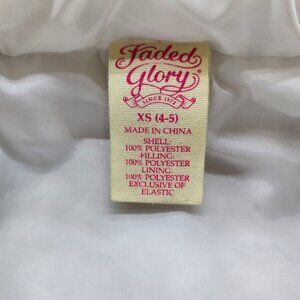 Faded
Glory®
SINCE 1972
XS (4-5)
MADE IN CHINA
SHELL:
100% POLYESTER
FILLING:
100% POLYESTER
LINING:
100% POLYESTER
EXCLUSIVE OF
ELASTIC